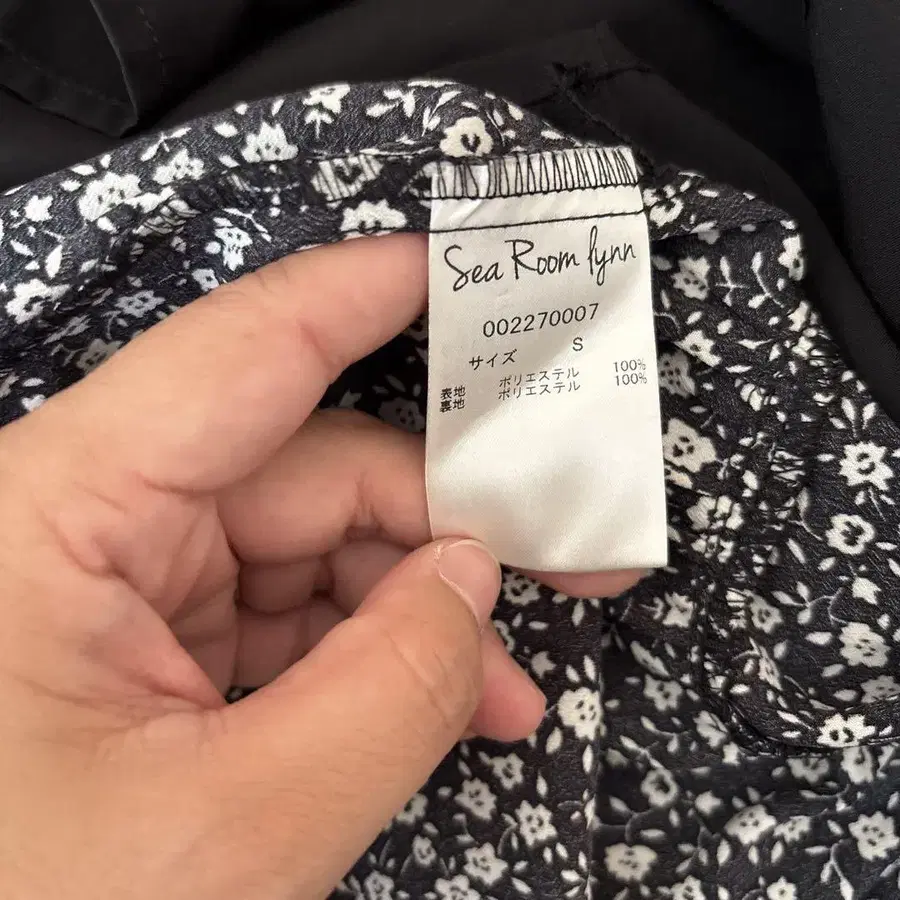 Sea Room lynn
002270007
サイズ S
表地 ポリエステル 100%
裏地 ポリエステル 100%